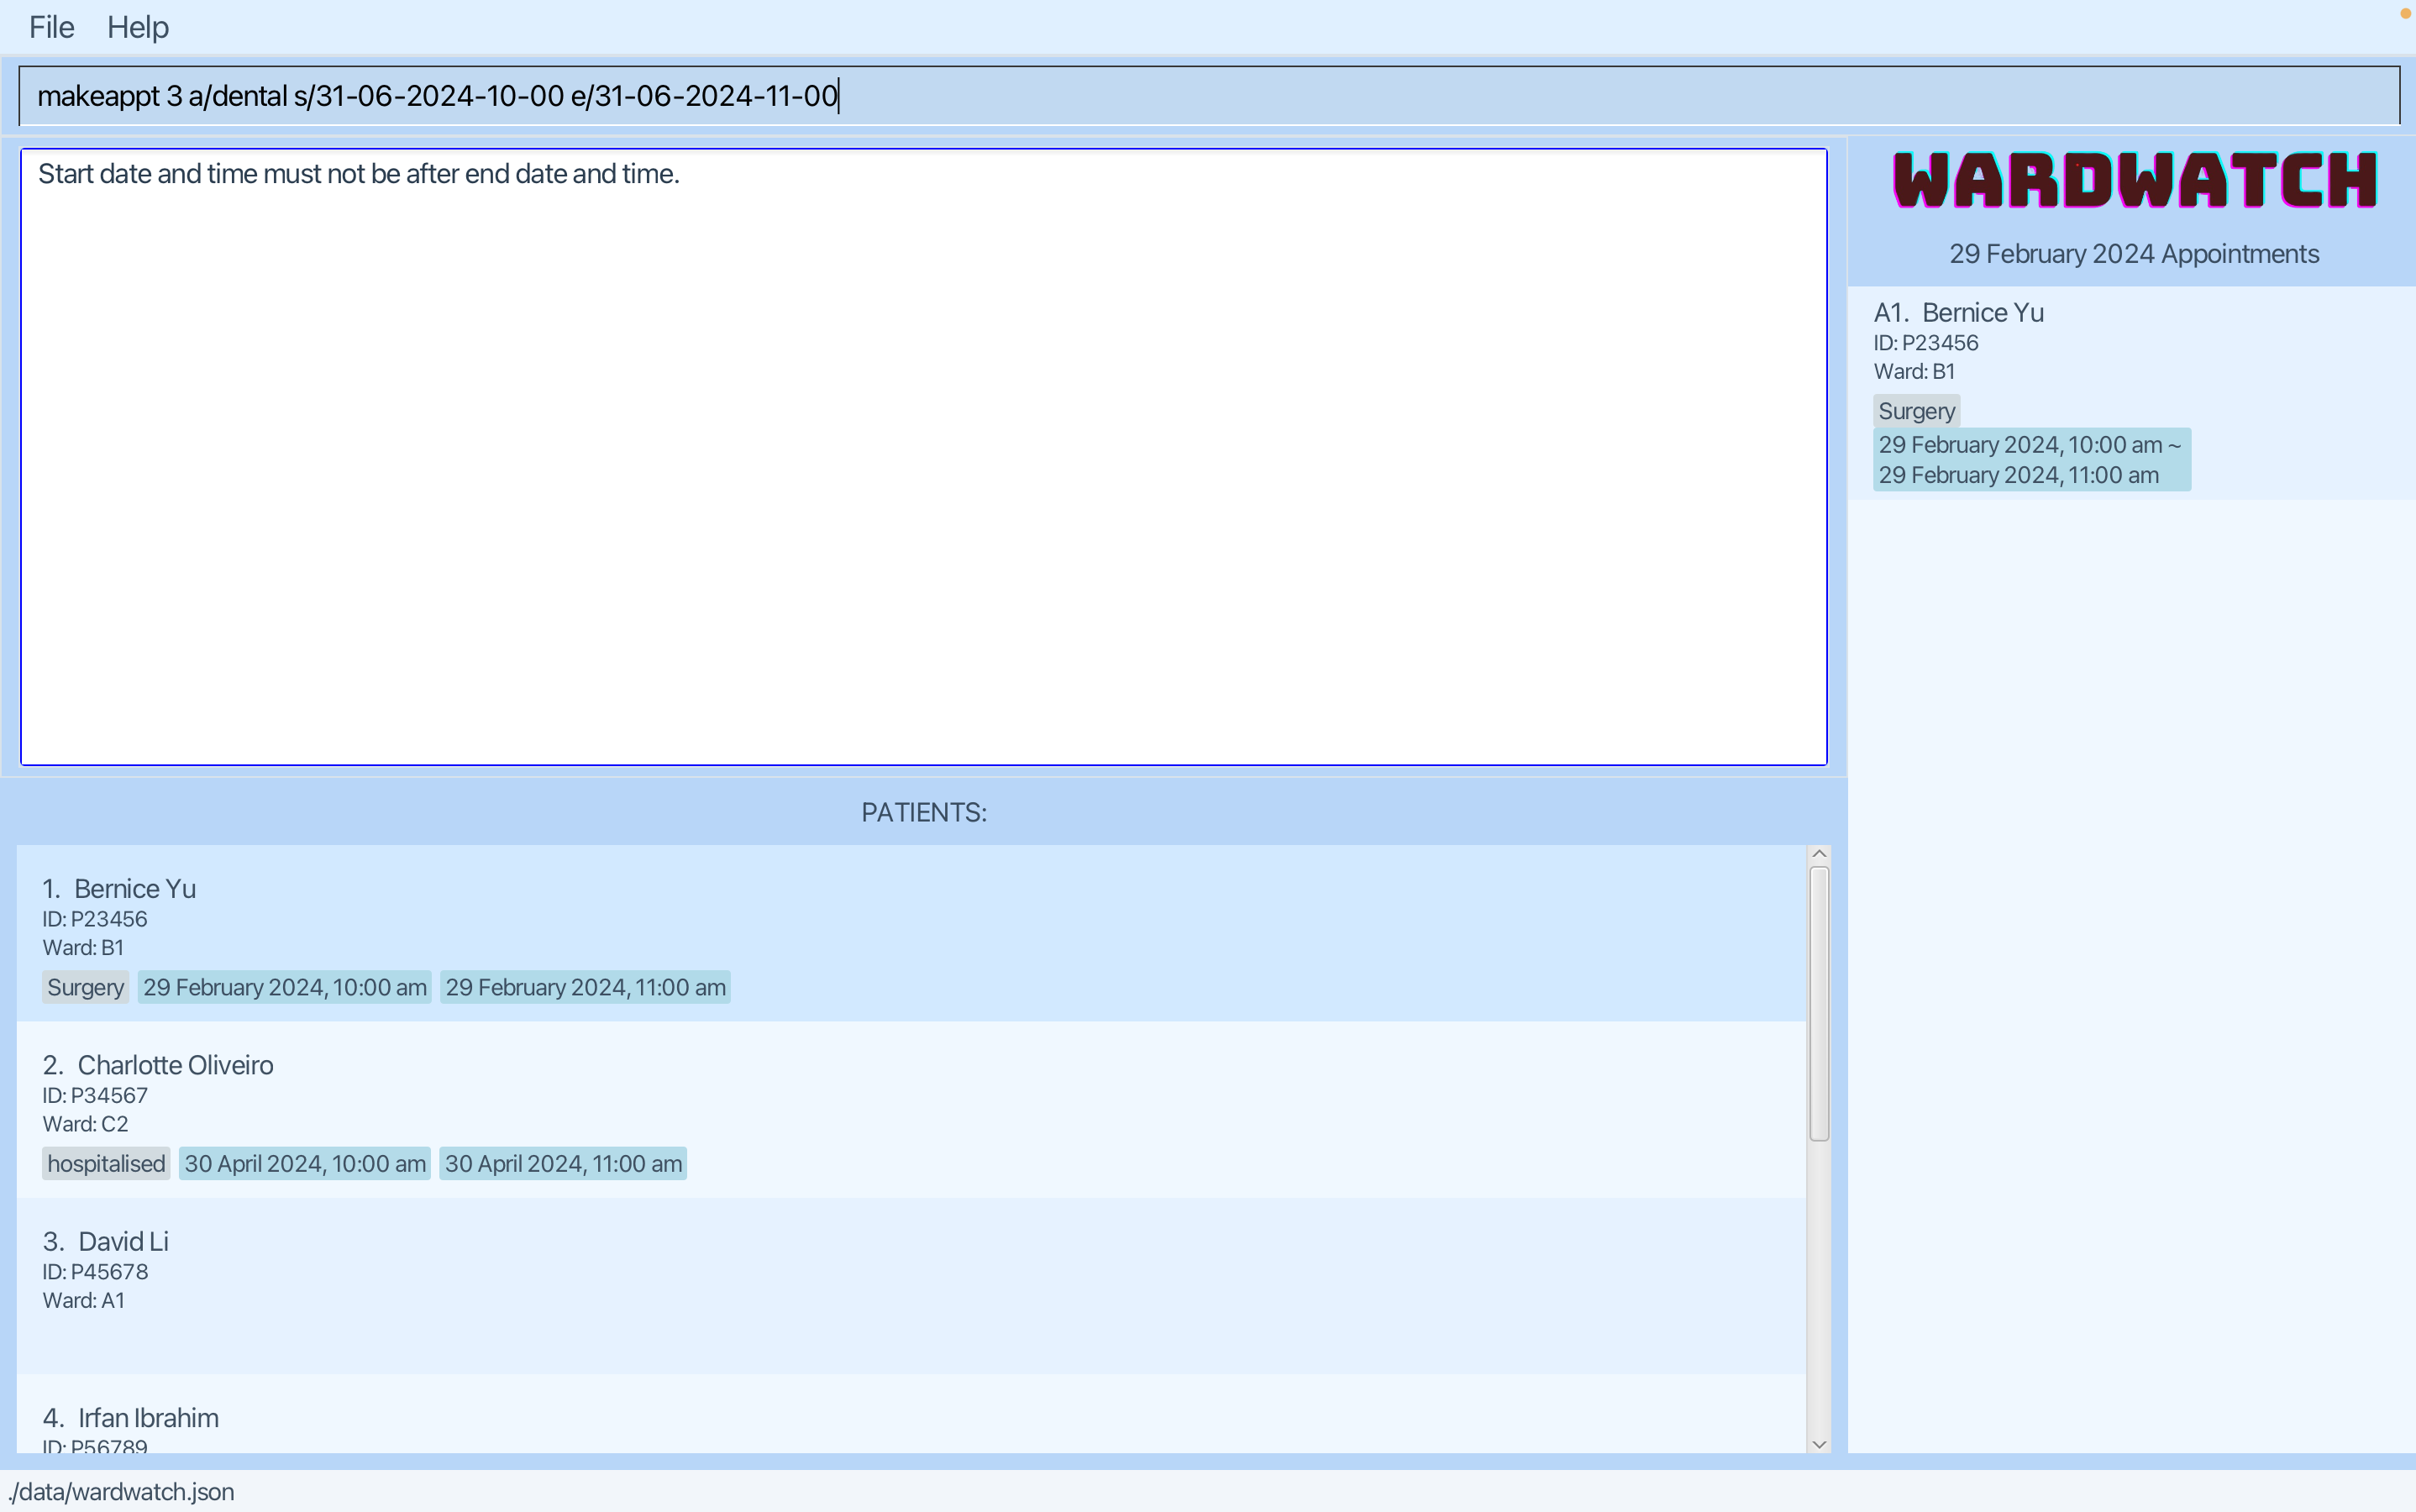 File Help
makeappt 3 a/dental s/31-06-2024-10-00 e/31-06-2024-11-00
Start date and time must not be after end date and time.
WARDWATCH
29 February 2024 Appointments
A1. Bernice Yu
ID: P23456
Ward: B1
Surgery
29 February 2024, 10:00 am ~
29 February 2024, 11:00 am
PATIENTS:
1. Bernice Yu
ID: P23456
Ward: B1
Surgery 29 February 2024, 10:00 am 29 February 2024, 11:00 am
2. Charlotte Oliveiro
ID: P34567
Ward: C2
hospitalised 30 April 2024, 10:00 am 30 April 2024, 11:00 am
3. David Li
ID: P45678
Ward: A1
4. Irfan Ibrahim
ID: P56789
./data/wardwatch.json